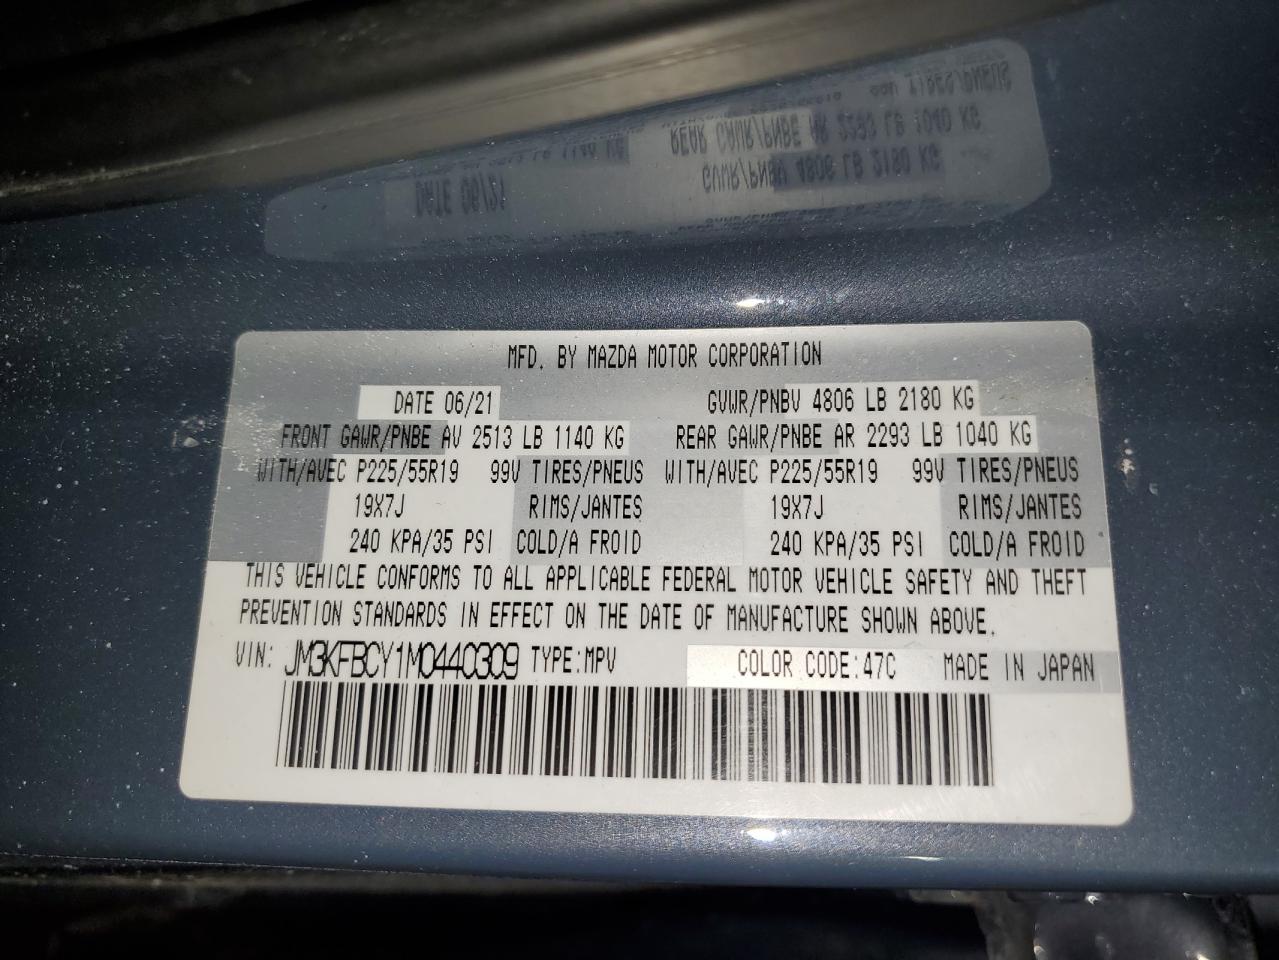 MFD. BY MAZDA MOTOR CORPORATION
DATE 06/21 GVWR/PNBV 4806 LB 2180 KG
FRONT GAWR/PNBE AV 2513 LB 1140 KG REAR GAWR/PNBE AR 2293 LB 1040 KG
WITH/AVEC P225/55R19 99V TIRES/PNEUS WITH/AVEC P225/55R19 99V TIRES/PNEUS
19X7J RIMS/JANTES 19X7J RIMS/JANTES
240 KPA/35 PSI COLD/A FROID 240 KPA/35 PSI COLD/A FROID
THIS VEHICLE CONFORMS TO ALL APPLICABLE FEDERAL MOTOR VEHICLE SAFETY AND THEFT
PREVENTION STANDARDS IN EFFECT ON THE DATE OF MANUFACTURE SHOWN ABOVE.
VIN: JM3KFBCY1M0440309 TYPE:MPV COLOR CODE:47C MADE IN JAPAN